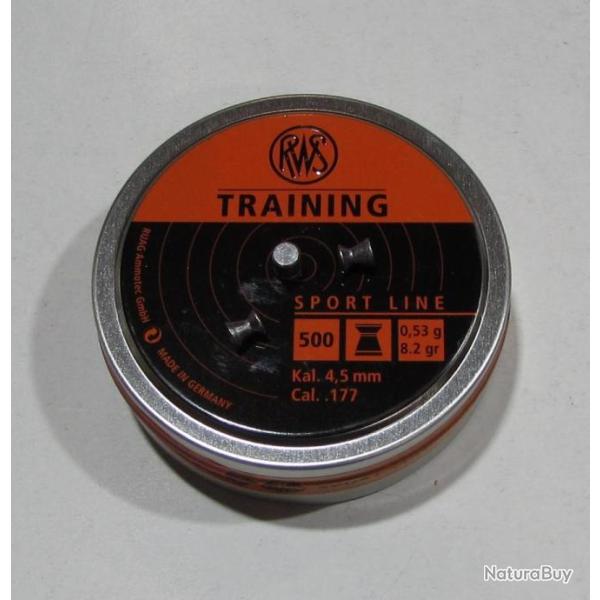 RWS
TRAINING
SPORT LINE
500
0,53 g
8.2 gr
Kal. 4,5 mm
Cal. .177
RUAG Ammotec GmbH
MADE IN GERMANY
NaturaBuy